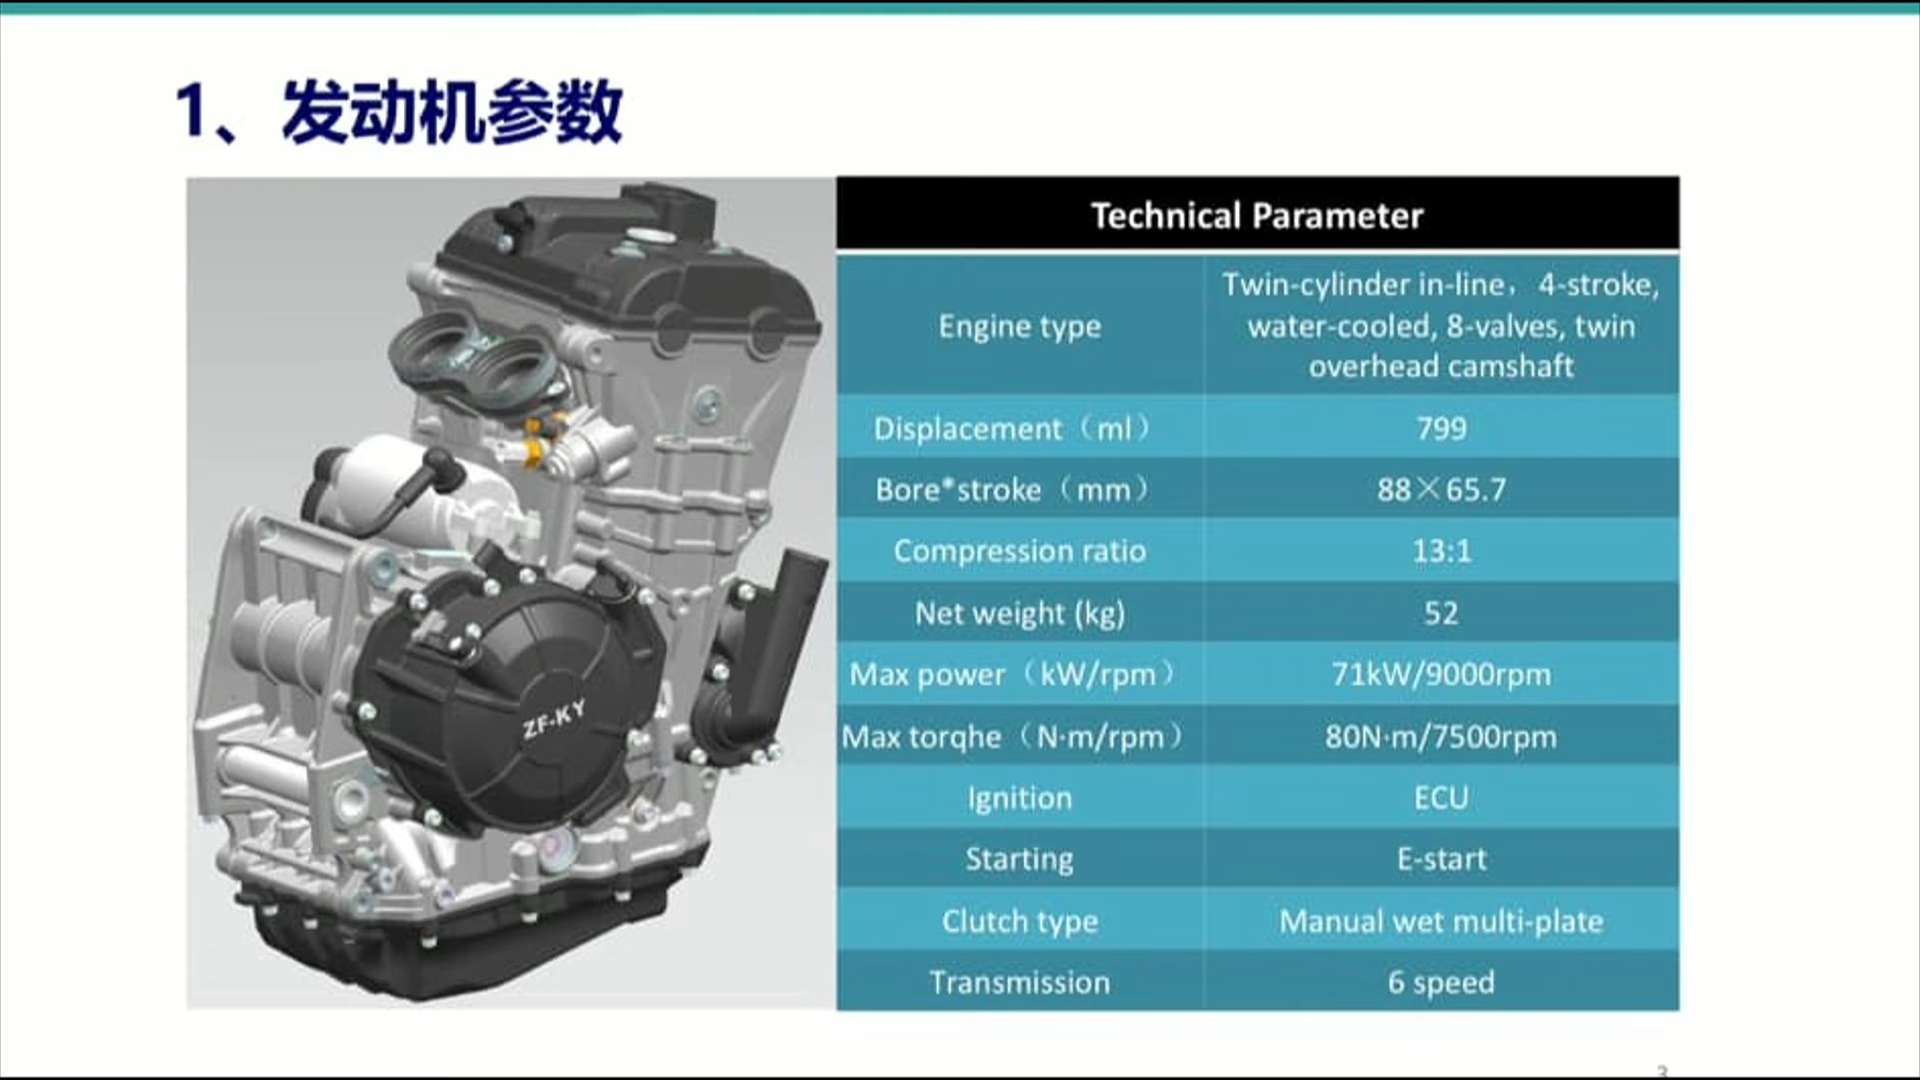 1、发动机参数
ZF-KY
Technical Parameter
Engine type
Twin-cylinder in-line，4-stroke,
water-cooled, 8-valves, twin
overhead camshaft
Displacement（ml）
799
Bore*stroke（mm）
88×65.7
Compression ratio
13:1
Net weight (kg)
52
Max power（kW/rpm）
71kW/9000rpm
Max torqhe（N·m/rpm）
80N·m/7500rpm
Ignition
ECU
Starting
E-start
Clutch type
Manual wet multi-plate
Transmission
6 speed
3